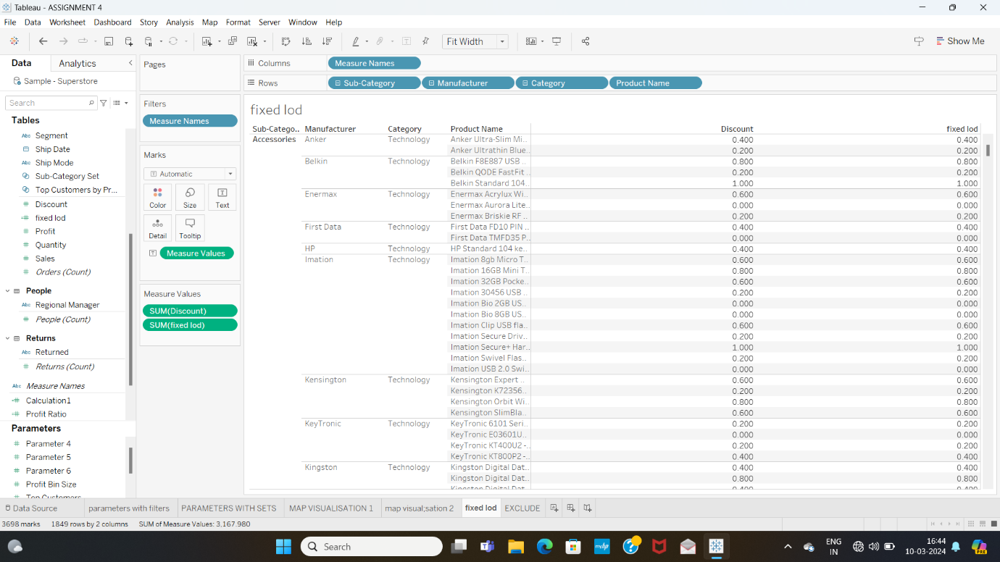 Tableau - ASSIGNMENT 4
File Data Worksheet Dashboard Story Analysis Map Format Server Window Help
Fit Width Show Me
Data Analytics
Sample - Superstore
Search
Tables
Abc Segment
Ship Date
Abc Ship Mode
Sub-Category Set
Top Customers by Pr...
# Discount
=# fixed lod
# Profit
# Quantity
# Sales
# Orders (Count)
People
Abc Regional Manager
# People (Count)
Returns
Abc Returned
# Returns (Count)
Abc Measure Names
=# Calculation1
=# Profit Ratio
Parameters
# Parameter 4
# Parameter 5
# Parameter 6
# Profit Bin Size
# Top Customers
Pages
Filters
Measure Names
Marks
Automatic
Color Size Text
Detail Tooltip
Measure Values
Measure Values
SUM(Discount)
SUM(fixed lod)
Columns Measure Names
Rows Sub-Category Manufacturer Category Product Name
fixed lod
Sub-Catego.. Manufacturer Category Product Name Discount fixed lod
Accessories Anker Technology Anker Ultra-Slim Mi.. 0.400 0.400
Anker Ultrathin Blue.. 0.200 0.200
Belkin Technology Belkin F8E887 USB .. 0.800 0.800
Belkin QODE FastFit .. 0.200 0.200
Belkin Standard 104.. 1.000 1.000
Enermax Technology Enermax Acrylux Wi.. 0.600 0.600
Enermax Aurora Lite.. 0.000 0.000
Enermax Briskie RF .. 0.200 0.200
First Data Technology First Data FD10 PIN .. 0.400 0.400
First Data TMFD35 P.. 0.000 0.000
HP Technology HP Standard 104 ke.. 0.400 0.400
Imation Technology Imation 8gb Micro T.. 0.600 0.600
Imation 16GB Mini T.. 0.800 0.800
Imation 32GB Pocke.. 0.600 0.600
Imation 30456 USB .. 0.200 0.200
Imation Bio 2GB US.. 0.000 0.000
Imation Bio 8GB US.. 0.000 0.000
Imation Clip USB fla.. 0.600 0.600
Imation Secure Driv.. 0.200 0.200
Imation Secure+ Har.. 1.000 1.000
Imation Swivel Flas.. 0.200 0.200
Imation USB 2.0 Swi.. 0.000 0.000
Kensington Technology Kensington Expert .. 0.600 0.600
Kensington K72356.. 0.200 0.200
Kensington Orbit Wi.. 0.800 0.800
Kensington SlimBla.. 0.600 0.600
KeyTronic Technology KeyTronic 6101 Seri.. 0.200 0.200
KeyTronic E03601U.. 0.000 0.000
KeyTronic KT400U2 -.. 0.200 0.200
KeyTronic KT800P2 -.. 0.400 0.400
Kingston Technology Kingston Digital Dat.. 0.400 0.400
Kingston Digital Dat.. 0.800 0.800
Kingston Digital Dat.. 0.400 0.400
Data Source parameters with filters PARAMETERS WITH SETS MAP VISUALISATION 1 map visual;sation 2 fixed lod EXCLUDE
3698 marks 1849 rows by 2 columns SUM of Measure Values: 3,167.980
Search myhp ENG IN 16:44 10-03-2024 PRE